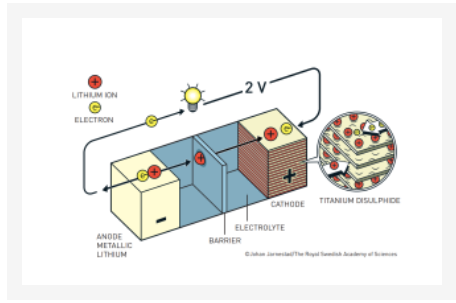 2 V
LITHIUM ION
ELECTRON
TITANIUM DISULPHIDE
CATHODE
ELECTROLYTE
BARRIER
ANODE
METALLIC
LITHIUM
© Johan Jarnestad/The Royal Swedish Academy of Sciences